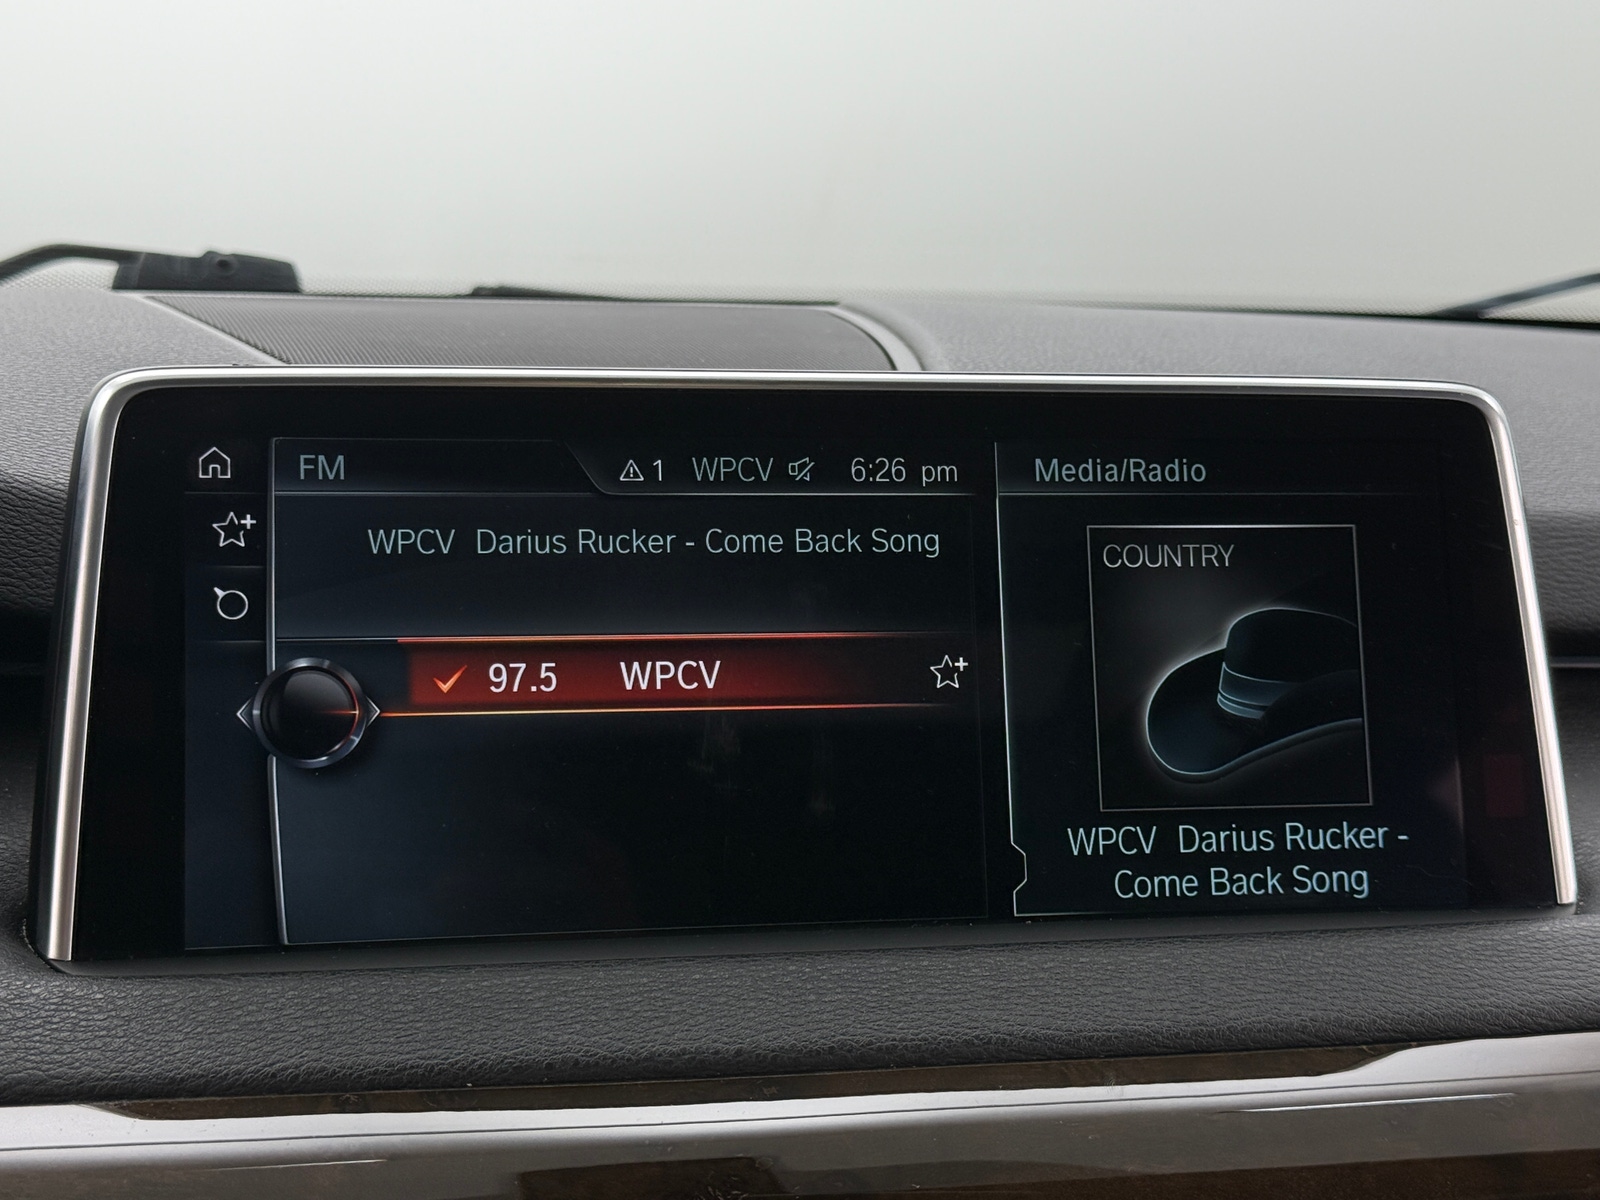 FM
1 WPCV 6:26 pm
WPCV Darius Rucker - Come Back Song
97.5 WPCV
Media/Radio
COUNTRY
WPCV Darius Rucker -
Come Back Song